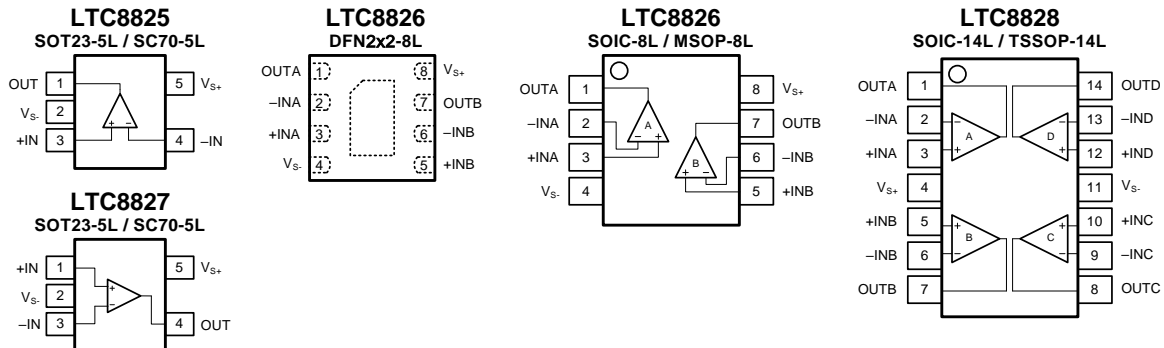 LTC8825
SOT23-5L / SC70-5L
OUT 1 5 VS+
VS- 2
+IN 3 4 –IN
+ –
LTC8826
DFN2x2-8L
OUTA 1 8 VS+
–INA 2 7 OUTB
+INA 3 6 –INB
VS- 4 5 +INB
LTC8826
SOIC-8L / MSOP-8L
OUTA 1 8 VS+
–INA 2 A 7 OUTB
– +
+INA 3 B 6 –INB
+ –
VS- 4 5 +INB
LTC8828
SOIC-14L / TSSOP-14L
OUTA 1 14 OUTD
–INA 2 – – 13 –IND
A D
+INA 3 + + 12 +IND
VS+ 4 11 VS-
+INB 5 + + 10 +INC
B C
–INB 6 – – 9 –INC
OUTB 7 8 OUTC
LTC8827
SOT23-5L / SC70-5L
+IN 1 5 VS+
+
VS- 2
–
–IN 3 4 OUT